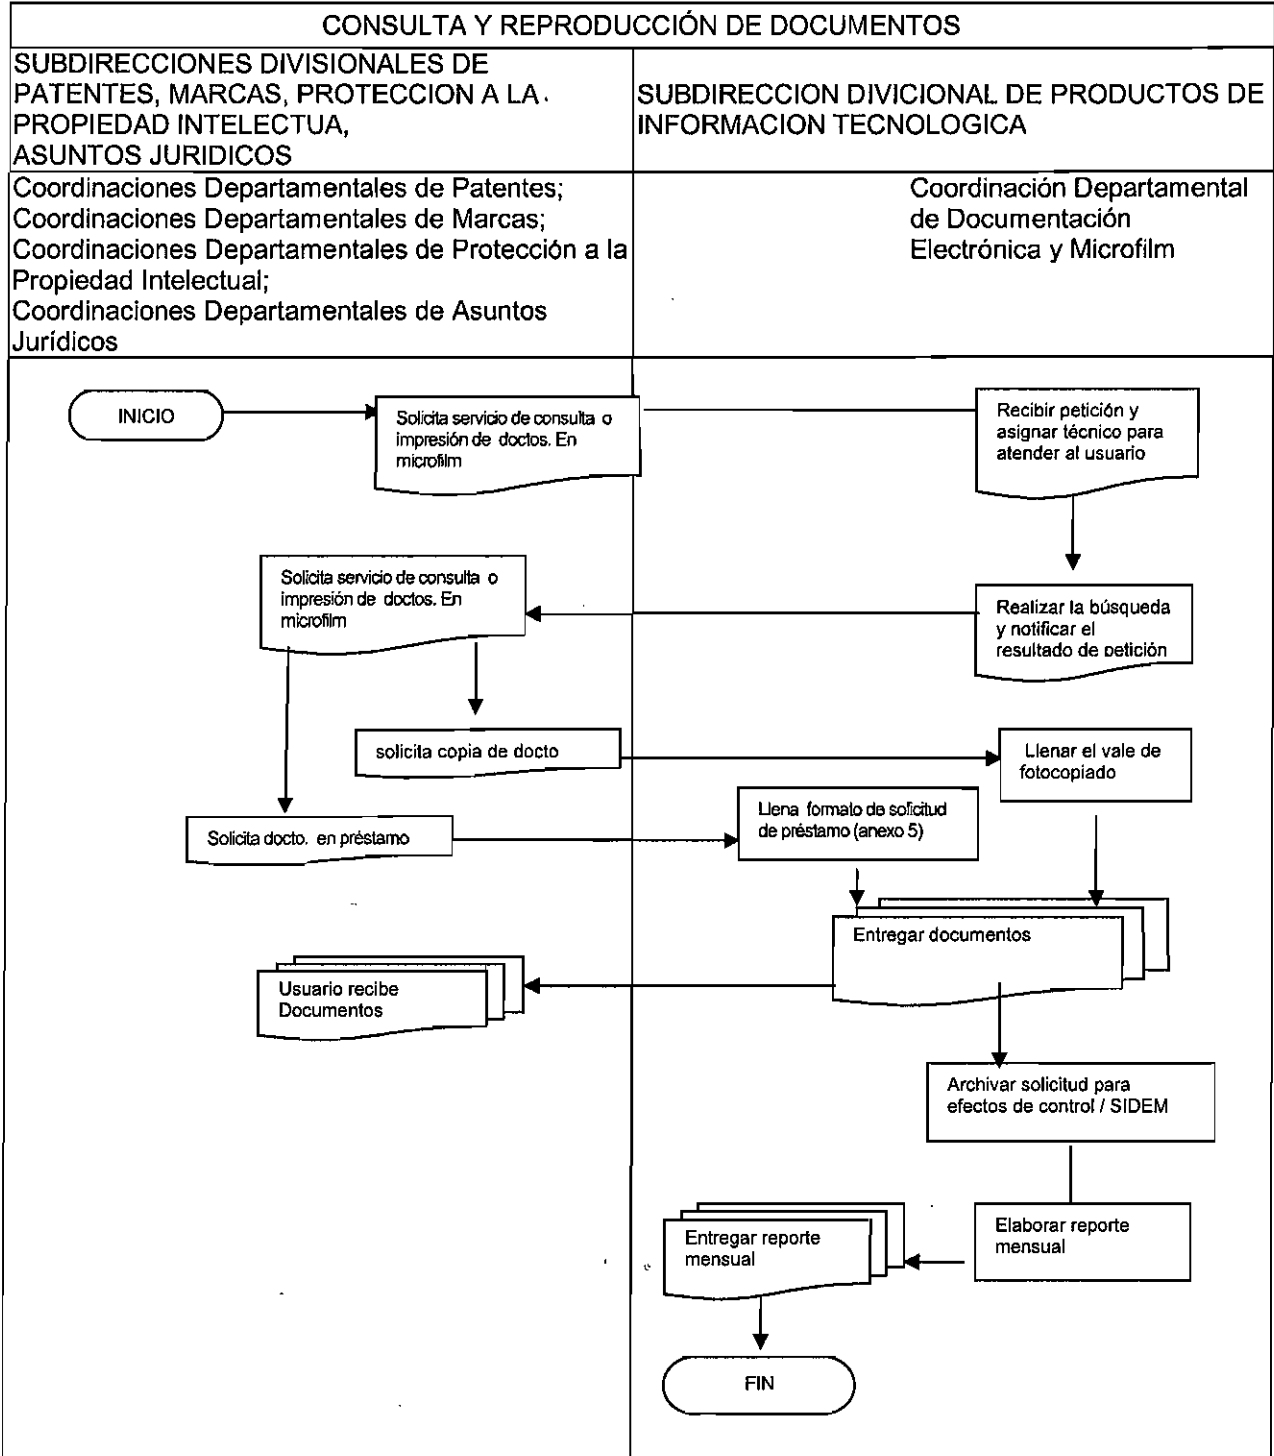 CONSULTA Y REPRODUCCIÓN DE DOCUMENTOS
SUBDIRECCIONES DIVISIONALES DE
PATENTES, MARCAS, PROTECCION A LA.
PROPIEDAD INTELECTUA,
ASUNTOS JURIDICOS
SUBDIRECCION DIVICIONAL DE PRODUCTOS DE
INFORMACION TECNOLOGICA
Coordinaciones Departamentales de Patentes;
Coordinaciones Departamentales de Marcas;
Coordinaciones Departamentales de Protección a la
Propiedad Intelectual;
Coordinaciones Departamentales de Asuntos
Jurídicos
Coordinación Departamental
de Documentación
Electrónica y Microfilm
INICIO
Solicita servicio de consulta o
impresión de doctos. En
microfilm
Recibir petición y
asignar técnico para
atender al usuario
Solicita servicio de consulta o
impresión de doctos. En
microfilm
Realizar la búsqueda
y notificar el
resultado de petición
solicita copia de docto
Llenar el vale de
fotocopiado
Solicita docto. en préstamo
Llena formato de solicitud
de préstamo (anexo 5)
Entregar documentos
Usuario recibe
Documentos
Archivar solicitud para
efectos de control / SIDEM
Elaborar reporte
mensual
Entregar reporte
mensual
FIN